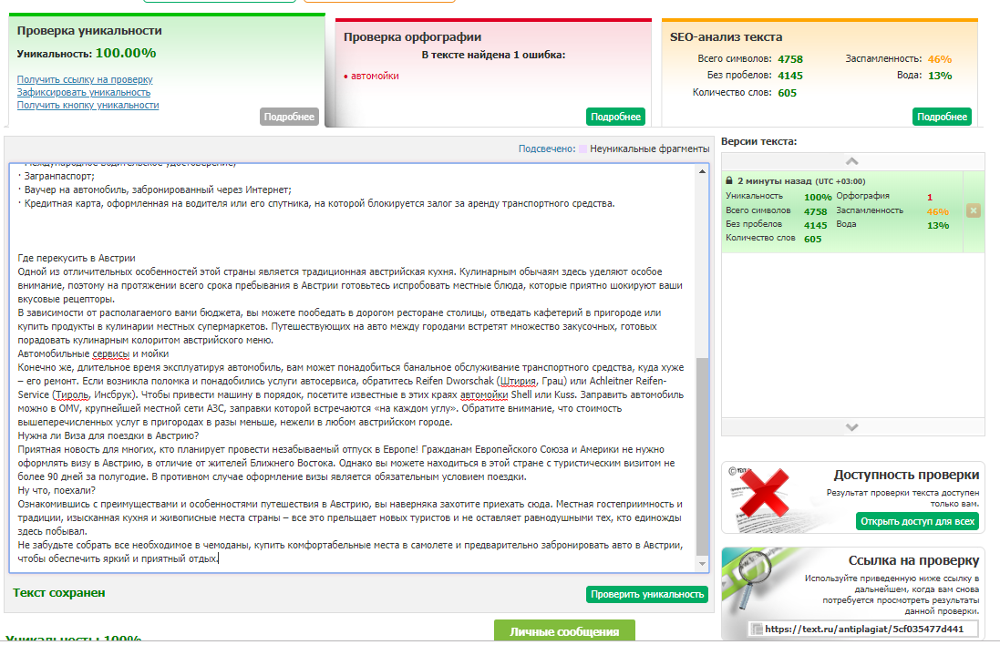 Проверка уникальности
Уникальность: 100.00%
Получить ссылку на проверку
Зафиксировать уникальность
Получить кнопку уникальности
Подробнее
Проверка орфографии
В тексте найдена 1 ошибка:
• автомойки
Подробнее
SEO-анализ текста
Всего символов: 4758 Заспамленность: 46%
Без пробелов: 4145 Вода: 13%
Количество слов: 605
Подробнее
Подсвечено: Неуникальные фрагменты
· Международное водительское удостоверение;
· Загранпаспорт;
· Ваучер на автомобиль, забронированный через Интернет;
· Кредитная карта, оформленная на водителя или его спутника, на которой блокируется залог за аренду транспортного средства.
Где перекусить в Австрии
Одной из отличительных особенностей этой страны является традиционная австрийская кухня. Кулинарным обычаям здесь уделяют особое
внимание, поэтому на протяжении всего срока пребывания в Австрии готовьтесь испробовать местные блюда, которые приятно шокируют ваши
вкусовые рецепторы.
В зависимости от располагаемого вами бюджета, вы можете пообедать в дорогом ресторане столицы, отведать кафетерий в пригороде или
купить продукты в кулинарии местных супермаркетов. Путешествующих на авто между городами встретят множество закусочных, готовых
порадовать кулинарным колоритом австрийского меню.
Автомобильные сервисы и мойки
Конечно же, длительное время эксплуатируя автомобиль, вам может понадобиться банальное обслуживание транспортного средства, куда хуже
– его ремонт. Если возникла поломка и понадобились услуги автосервиса, обратитесь Reifen Dworschak (Штирия, Грац) или Achleitner Reifen-
Service (Тироль, Инсбрук). Чтобы привести машину в порядок, посетите известные в этих краях автомойки Shell или Kuss. Заправить автомобиль
можно в OMV, крупнейшей местной сети АЗС, заправки которой встречаются «на каждом углу». Обратите внимание, что стоимость
вышеперечисленных услуг в пригородах в разы меньше, нежели в любом австрийском городе.
Нужна ли Виза для поездки в Австрию?
Приятная новость для многих, кто планирует провести незабываемый отпуск в Европе! Гражданам Европейского Союза и Америки не нужно
оформлять визу в Австрию, в отличие от жителей Ближнего Востока. Однако вы можете находиться в этой стране с туристическим визитом не
более 90 дней за полугодие. В противном случае оформление визы является обязательным условием поездки.
Ну что, поехали?
Ознакомившись с преимуществами и особенностями путешествия в Австрию, вы наверняка захотите приехать сюда. Местная гостеприимность и
традиции, изысканная кухня и живописные места страны – все это прельщает новых туристов и не оставляет равнодушными тех, кто единожды
здесь побывал.
Не забудьте собрать все необходимое в чемоданы, купить комфортабельные места в самолете и предварительно забронировать авто в Австрии,
чтобы обеспечить яркий и приятный отдых.
Текст сохранен
Проверить уникальность
Уникальность: 100%
Личные сообщения
Версии текста:
2 минуты назад (UTC +03:00)
Уникальность 100% Орфография 1
Всего символов 4758 Заспамленность 46%
Без пробелов 4145 Вода 13%
Количество слов 605
Доступность проверки
Результат проверки текста доступен
только вам.
Открыть доступ для всех
Ссылка на проверку
Используйте приведенную ниже ссылку в
дальнейшем, когда вам снова
потребуется просмотреть результаты
данной проверки.
https://text.ru/antiplagiat/5cf035477d441